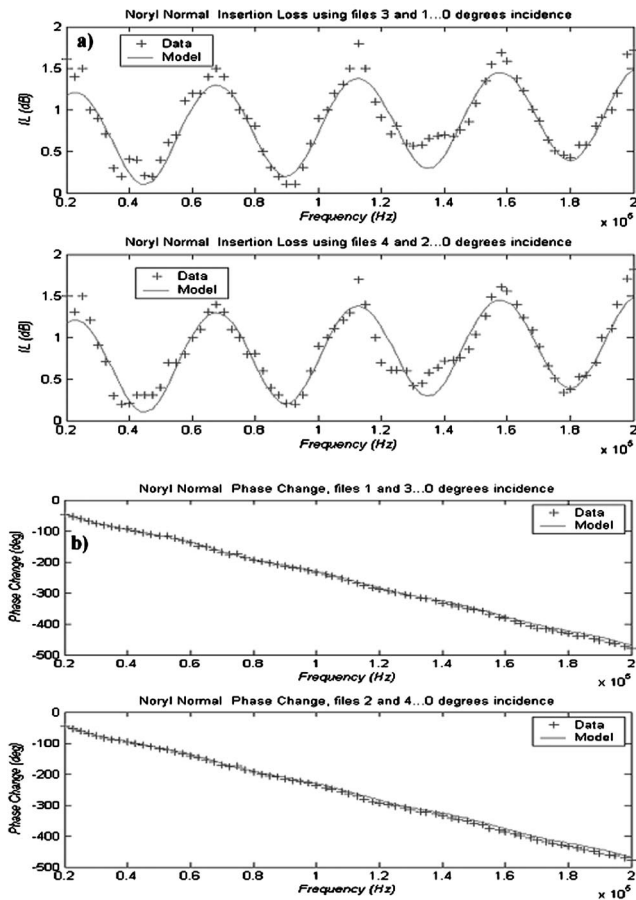 Noryl Normal Insertion Loss using files 3 and 1...0 degrees incidence
a)
Data
Model
IL (dB)
2
1.5
1
0.5
0
0.2 0.4 0.6 0.8 1 1.2 1.4 1.6 1.8 2
Frequency (Hz)
× 10⁶
Noryl Normal Insertion Loss using files 4 and 2...0 degrees incidence
Data
Model
IL (dB)
2
1.5
1
0.5
0
0.2 0.4 0.6 0.8 1 1.2 1.4 1.6 1.8 2
Frequency (Hz)
× 10⁶
Noryl Normal Phase Change, files 1 and 3...0 degrees incidence
b)
Data
Model
Phase Change (deg)
0
-100
-200
-300
-400
-500
0.2 0.4 0.6 0.8 1 1.2 1.4 1.6 1.8 2
Frequency (Hz)
× 10⁶
Noryl Normal Phase Change, files 2 and 4...0 degrees incidence
Data
Model
Phase Change (deg)
0
-100
-200
-300
-400
-500
0.2 0.4 0.6 0.8 1 1.2 1.4 1.6 1.8 2
Frequency (Hz)
× 10⁶